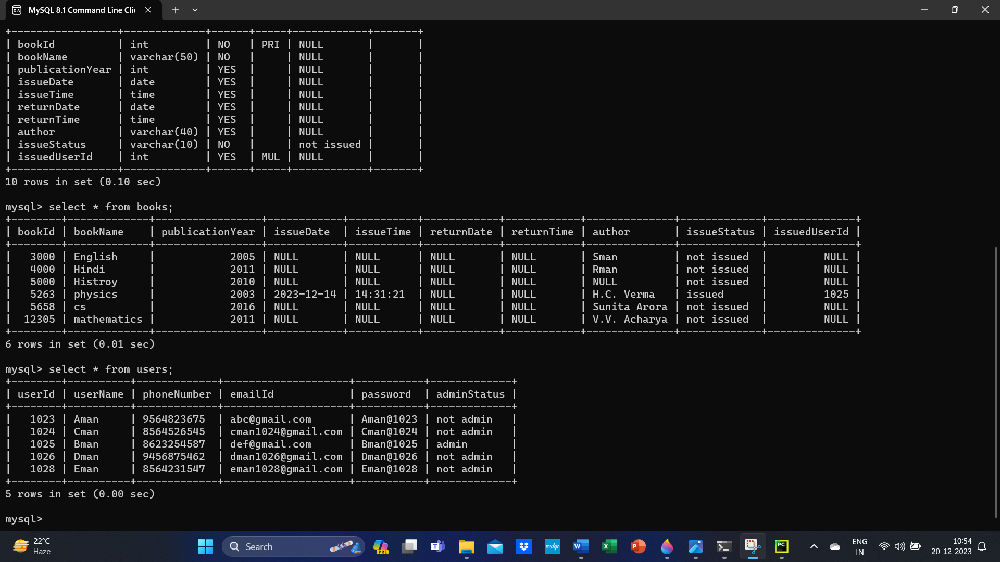 MySQL 8.1 Command Line Clie
+-----------------+-------------+------+-----+------------+-------+
| bookId          | int         | NO   | PRI | NULL       |       |
| bookName        | varchar(50) | NO   |     | NULL       |       |
| publicationYear | int         | YES  |     | NULL       |       |
| issueDate       | date        | YES  |     | NULL       |       |
| issueTime       | time        | YES  |     | NULL       |       |
| returnDate      | date        | YES  |     | NULL       |       |
| returnTime      | time        | YES  |     | NULL       |       |
| author          | varchar(40) | YES  |     | NULL       |       |
| issueStatus     | varchar(10) | NO   |     | not issued |       |
| issuedUserId    | int         | YES  | MUL | NULL       |       |
+-----------------+-------------+------+-----+------------+-------+
10 rows in set (0.10 sec)
mysql> select * from books;
+--------+-------------+-----------------+------------+-----------+------------+------------+--------------+-------------+--------------+
| bookId | bookName    | publicationYear | issueDate  | issueTime | returnDate | returnTime | author       | issueStatus | issuedUserId |
+--------+-------------+-----------------+------------+-----------+------------+------------+--------------+-------------+--------------+
|   3000 | English     |            2005 | NULL       | NULL      | NULL       | NULL       | Sman         | not issued  |         NULL |
|   4000 | Hindi       |            2011 | NULL       | NULL      | NULL       | NULL       | Rman         | not issued  |         NULL |
|   5000 | Histroy     |            2010 | NULL       | NULL      | NULL       | NULL       | NULL         | not issued  |         NULL |
|   5263 | physics     |            2003 | 2023-12-14 | 14:31:21  | NULL       | NULL       | H.C. Verma   | issued      |         1025 |
|   5658 | cs          |            2016 | NULL       | NULL      | NULL       | NULL       | Sunita Arora | not issued  |         NULL |
|  12305 | mathematics |            2011 | NULL       | NULL      | NULL       | NULL       | V.V. Acharya | not issued  |         NULL |
+--------+-------------+-----------------+------------+-----------+------------+------------+--------------+-------------+--------------+
6 rows in set (0.01 sec)
mysql> select * from users;
+--------+----------+-------------+--------------------+-----------+-------------+
| userId | userName | phoneNumber | emailId            | password  | adminStatus |
+--------+----------+-------------+--------------------+-----------+-------------+
|   1023 | Aman     | 9564823675  | abc@gmail.com      | Aman@1023 | not admin   |
|   1024 | Cman     | 8564526545  | cman1024@gmail.com | Cman@1024 | not admin   |
|   1025 | Bman     | 8623254587  | def@gmail.com      | Bman@1025 | admin       |
|   1026 | Dman     | 9456875462  | dman1026@gmail.com | Dman@1026 | not admin   |
|   1028 | Eman     | 8564231547  | eman1028@gmail.com | Eman@1028 | not admin   |
+--------+----------+-------------+--------------------+-----------+-------------+
5 rows in set (0.00 sec)
mysql>
22°C
Haze
Search
PRE
myhp
PC
ENG
IN
10:54
20-12-2023